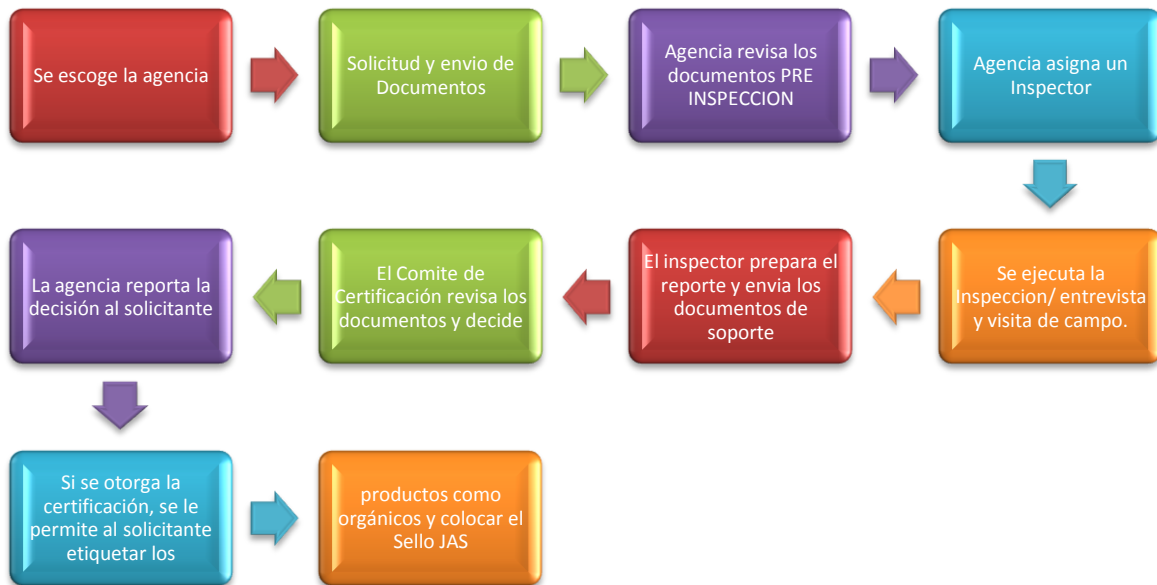 Se escoge la agencia
Solicitud y envio de
Documentos
Agencia revisa los
documentos PRE
INSPECCION
Agencia asigna un
Inspector
Se ejecuta la
Inspeccion/ entrevista
y visita de campo.
El inspector prepara el
reporte y envia los
documentos de
soporte
El Comite de
Certificación revisa los
documentos y decide
La agencia reporta la
decisión al solicitante
Si se otorga la
certificación, se le
permite al solicitante
etiquetar los
productos como
orgánicos y colocar el
Sello JAS